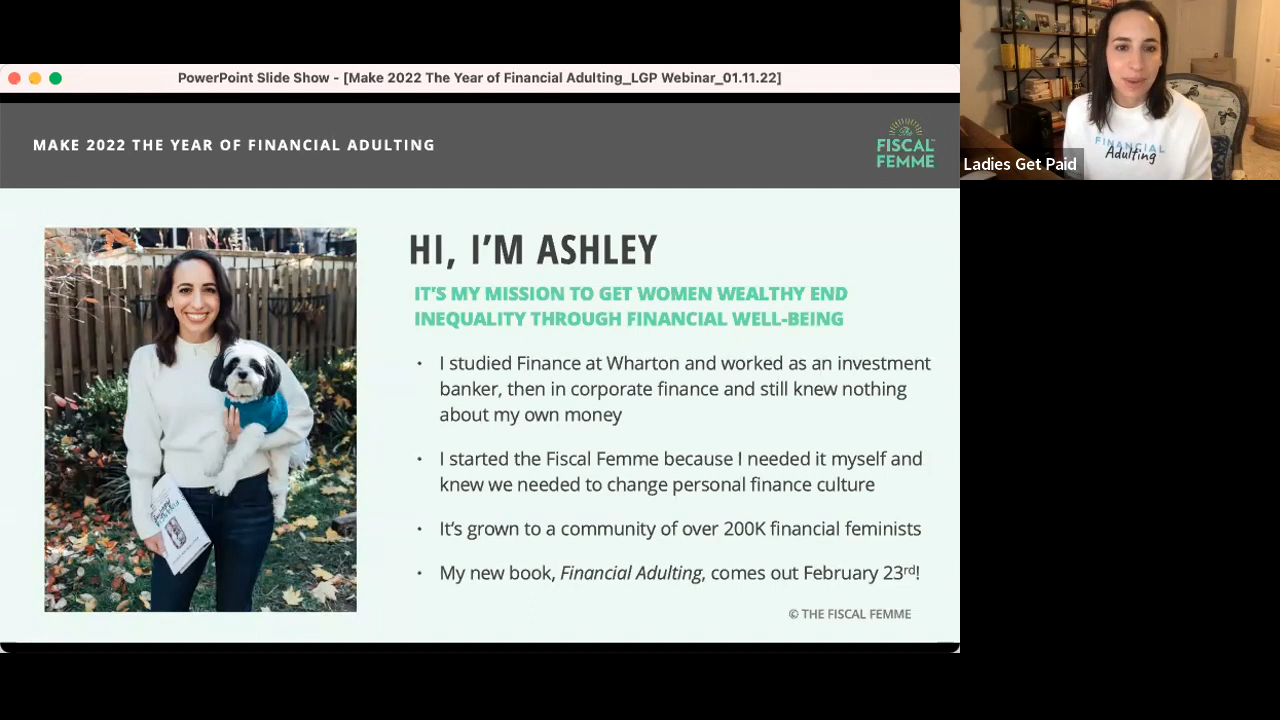 PowerPoint Slide Show - [Make 2022 The Year of Financial Adulting_LGP Webinar_01.11.22]
MAKE 2022 THE YEAR OF FINANCIAL ADULTING
The
FISCAL
FEMME
HI, I’M ASHLEY
IT’S MY MISSION TO GET WOMEN WEALTHY END
INEQUALITY THROUGH FINANCIAL WELL-BEING
• I studied Finance at Wharton and worked as an investment
banker, then in corporate finance and still knew nothing
about my own money
• I started the Fiscal Femme because I needed it myself and
knew we needed to change personal finance culture
• It’s grown to a community of over 200K financial feminists
• My new book, Financial Adulting, comes out February 23rd!
© THE FISCAL FEMME
FINANCIAL
Adulting
Ladies Get Paid